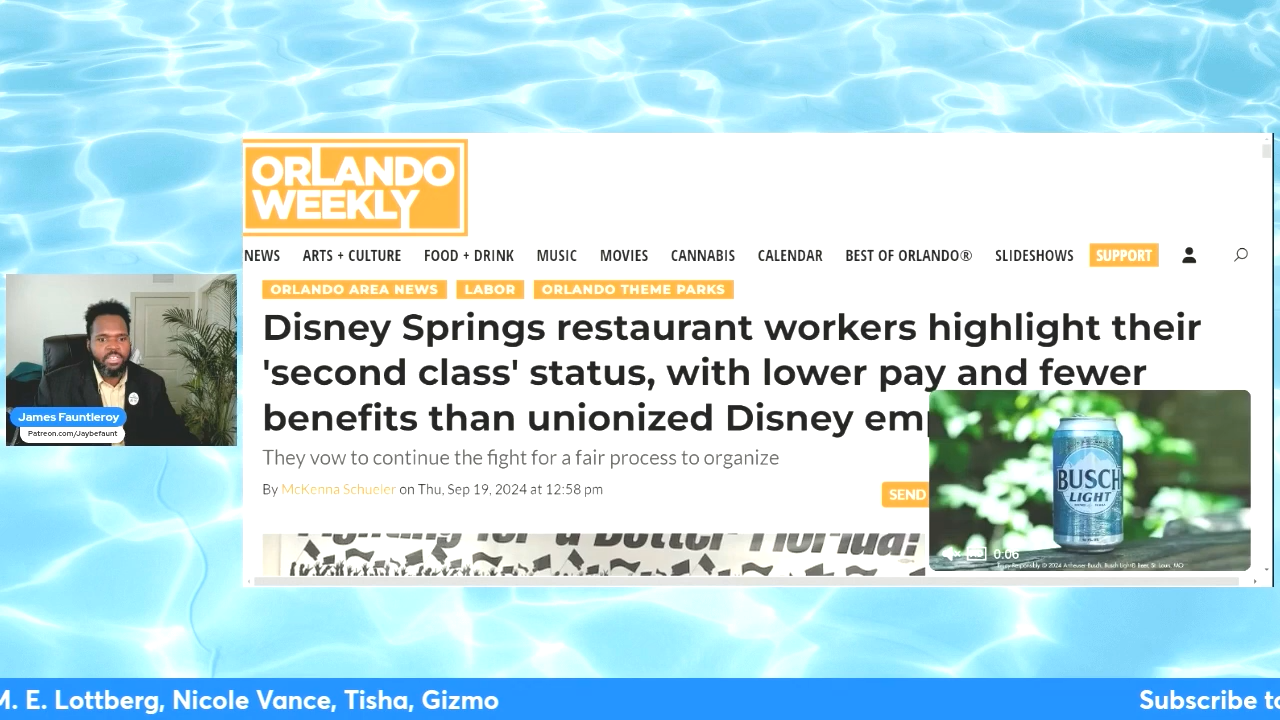 ORLANDO
WEEKLY
NEWS ARTS + CULTURE FOOD + DRINK MUSIC MOVIES CANNABIS CALENDAR BEST OF ORLANDO® SLIDESHOWS SUPPORT
ORLANDO AREA NEWS LABOR ORLANDO THEME PARKS
Disney Springs restaurant workers highlight their
'second class' status, with lower pay and fewer
benefits than unionized Disney em
They vow to continue the fight for a fair process to organize
By McKenna Schueler on Thu, Sep 19, 2024 at 12:58 pm
SEND
Fighting for a Better Florida!
BUSCH
LIGHT
0:06
James Fauntleroy
Patreon.com/Jaybefaunt
M. E. Lottberg, Nicole Vance, Tisha, Gizmo
Subscribe to